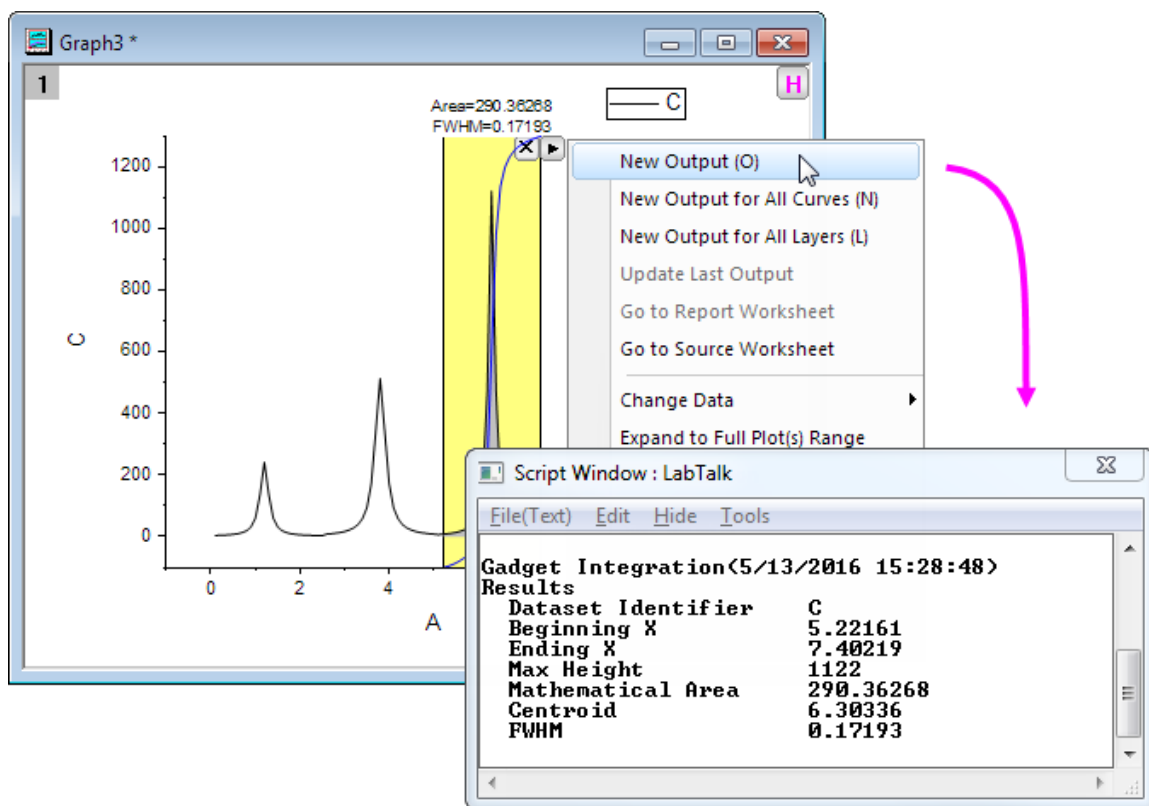 Graph3 *
1
H
Area=290.36268
FWHM=0.17193
C
1200
1000
800
600
400
200
0
C
0
2
4
A
New Output (O)
New Output for All Curves (N)
New Output for All Layers (L)
Update Last Output
Go to Report Worksheet
Go to Source Worksheet
Change Data
Expand to Full Plot(s) Range
Script Window : LabTalk
File(Text) Edit Hide Tools
Gadget Integration(5/13/2016 15:28:48)
Results
Dataset Identifier C
Beginning X 5.22161
Ending X 7.40219
Max Height 1122
Mathematical Area 290.36268
Centroid 6.30336
FWHM 0.17193